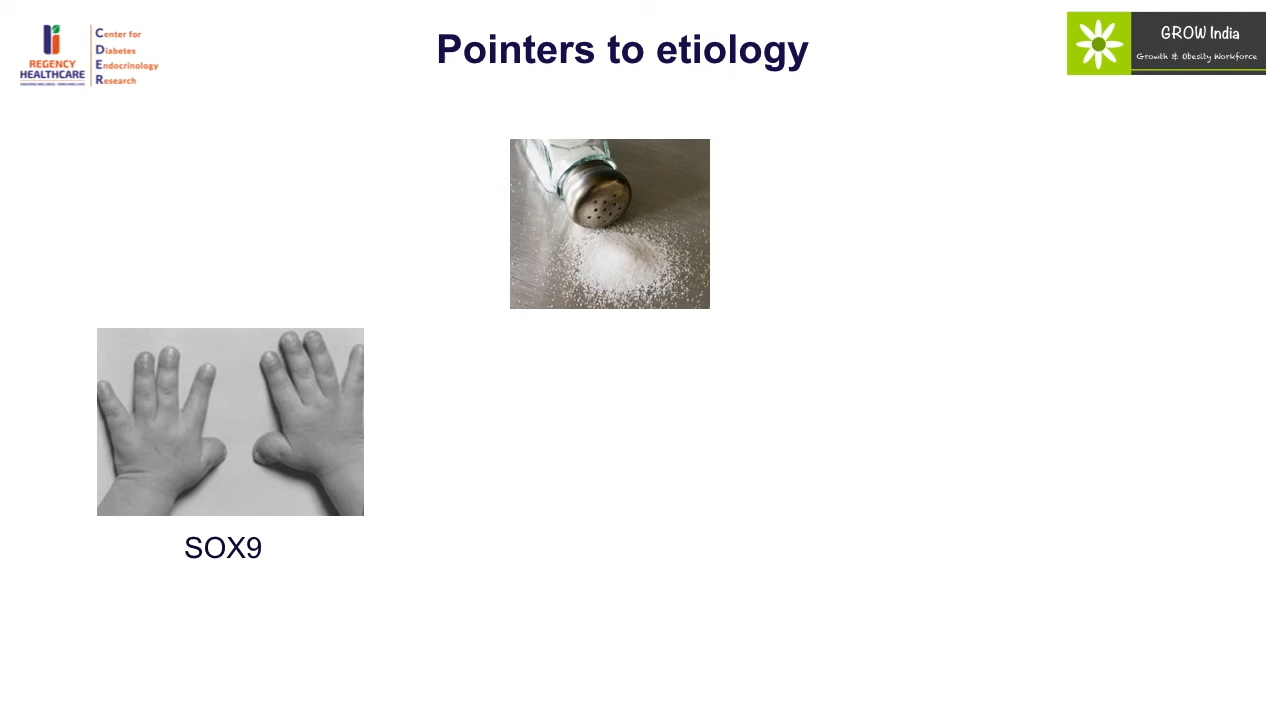 Pointers to etiology
REGENCY
HEALTHCARE
Center for
Diabetes
Endocrinology
Research
GROW India
Growth & Obesity Workforce
SOX9